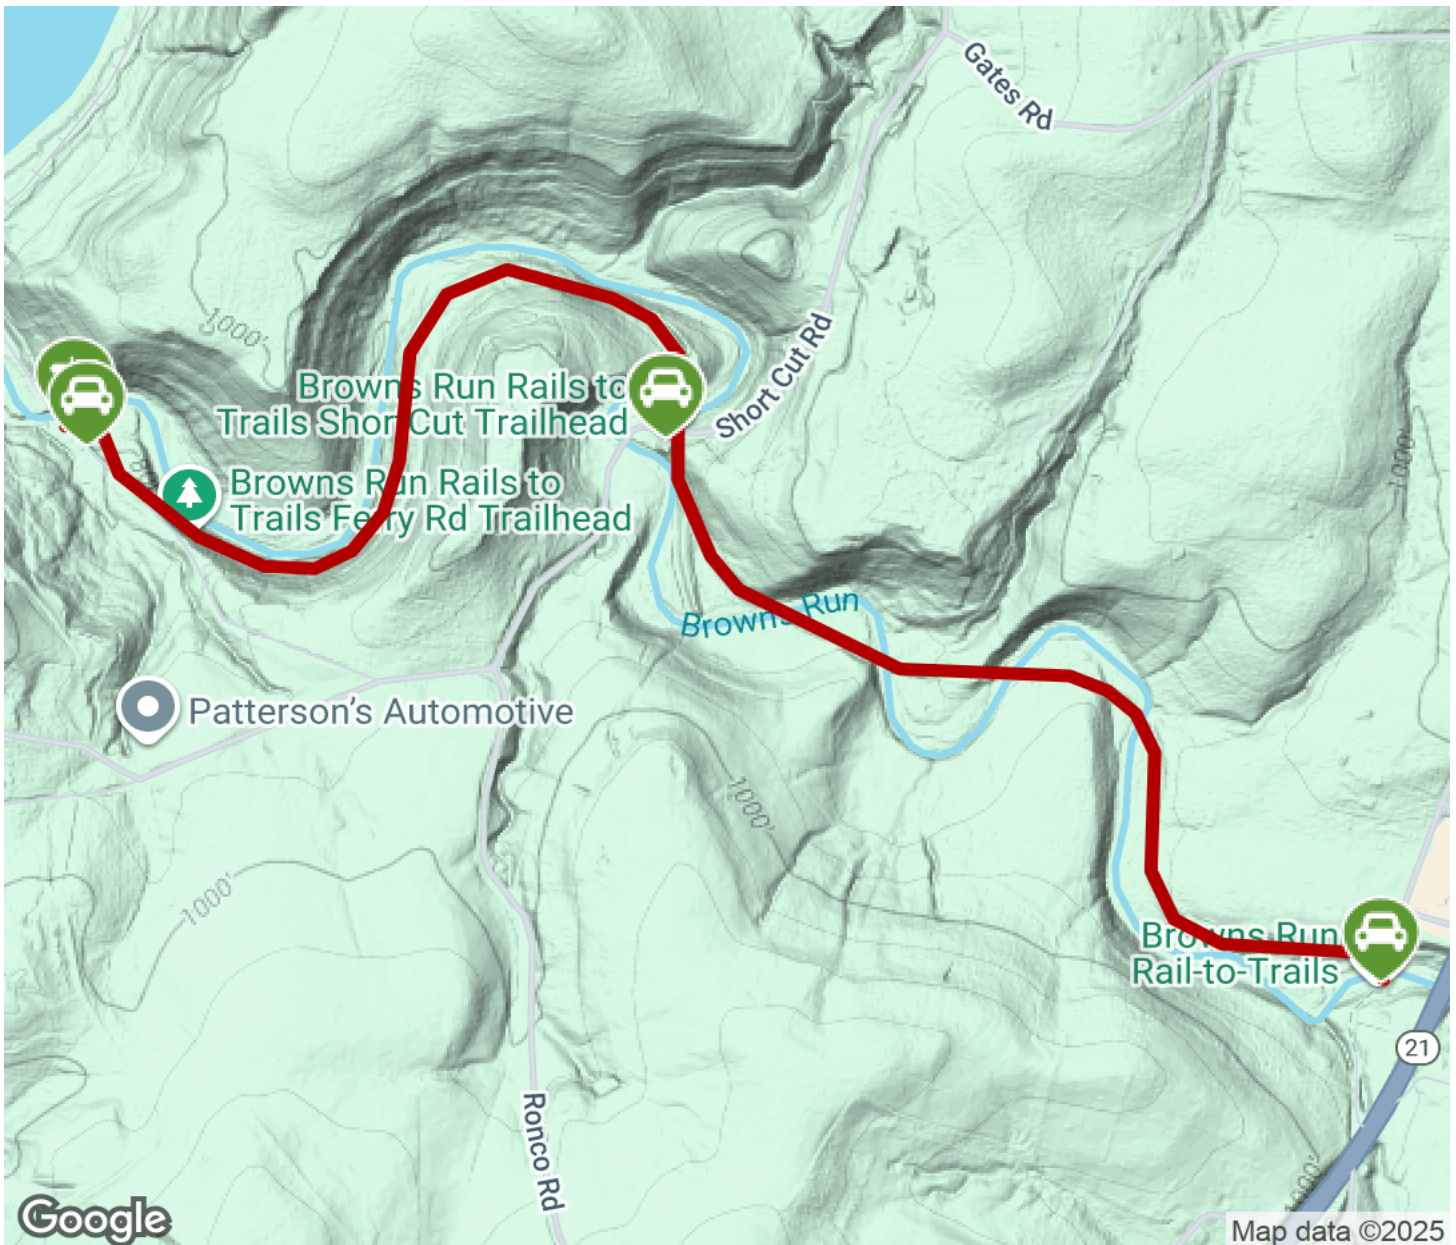 Gates Rd
1000'
Short Cut Rd
Browns Run Rails to
Trails Short Cut Trailhead
1000'
Browns Run Rails to
Trails Ferry Rd Trailhead
Browns Run
Patterson's Automotive
1000'
1000'
Browns Run
Rail-to-Trails
21
Ronco Rd
1000'
Google
Map data ©2025